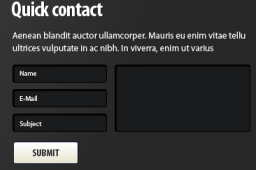 Quick contact
Aenean blandit auctor ullamcorper. Mauris eu enim vitae tellu
ultrices vulputate in ac nibh. In viverra, enim ut varius
Name
E-Mail
Subject
SUBMIT